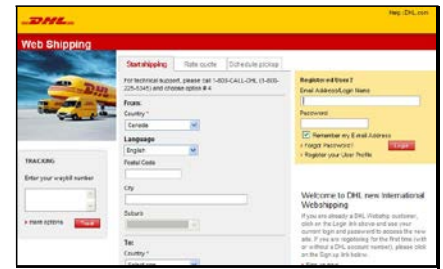 Help | DHL.com
DHL
Web Shipping
Start shipping
Rate quote
Schedule pickup
For technical support, please call 1-800-CALL-DHL (1-800-
225-5345) and choose option # 4
From:
Country *
Canada
Language
English
Postal Code
City
Suburb
To:
Country *
TRACKING
Enter your waybill number
» more options
Track
Registered User?
Email Address/Login Name
Password
Remember my Email Address
› Forgot Password?
Login
› Register your User Profile
Welcome to DHL new International
Webshipping
If you are already a DHL Webship customer,
click on the Login link above and use your
current login and password to access the new
site. If you are registering for the first time (with
or without a DHL account number), please click
on the Sign up link below.